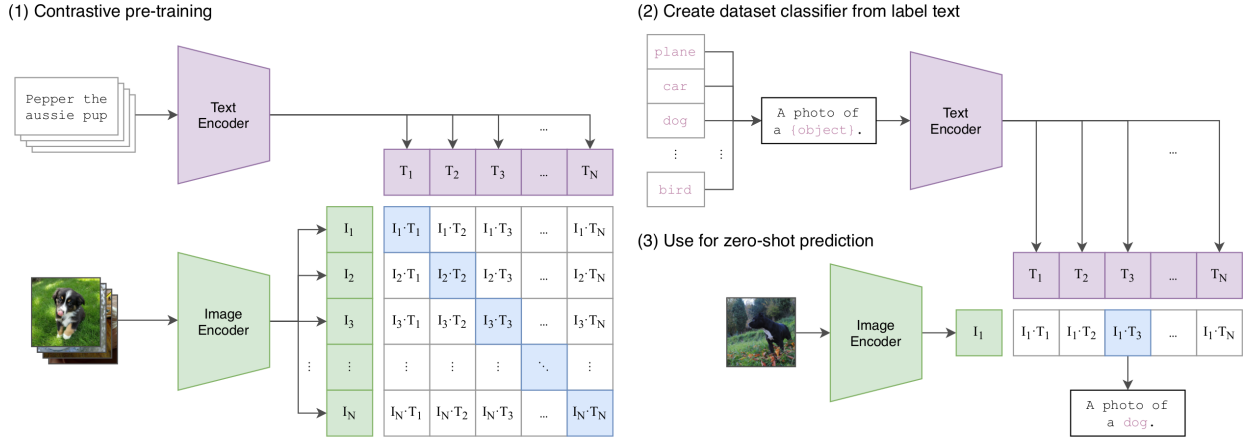 (1) Contrastive pre-training
Pepper the
aussie pup
Text
Encoder
...
T1 T2 T3 ... TN
Image
Encoder
I1 I1·T1 I1·T2 I1·T3 ... I1·TN
I2 I2·T1 I2·T2 I2·T3 ... I2·TN
I3 I3·T1 I3·T2 I3·T3 ... I3·TN
⋮ ⋮ ⋮ ⋮ ⋮ ⋱ ⋮
IN IN·T1 IN·T2 IN·T3 ... IN·TN
(2) Create dataset classifier from label text
plane
car
dog
⋮ ⋮
bird
A photo of
a {object}.
Text
Encoder
...
(3) Use for zero-shot prediction
T1 T2 T3 ... TN
Image
Encoder
I1 I1·T1 I1·T2 I1·T3 ... I1·TN
A photo of
a dog.